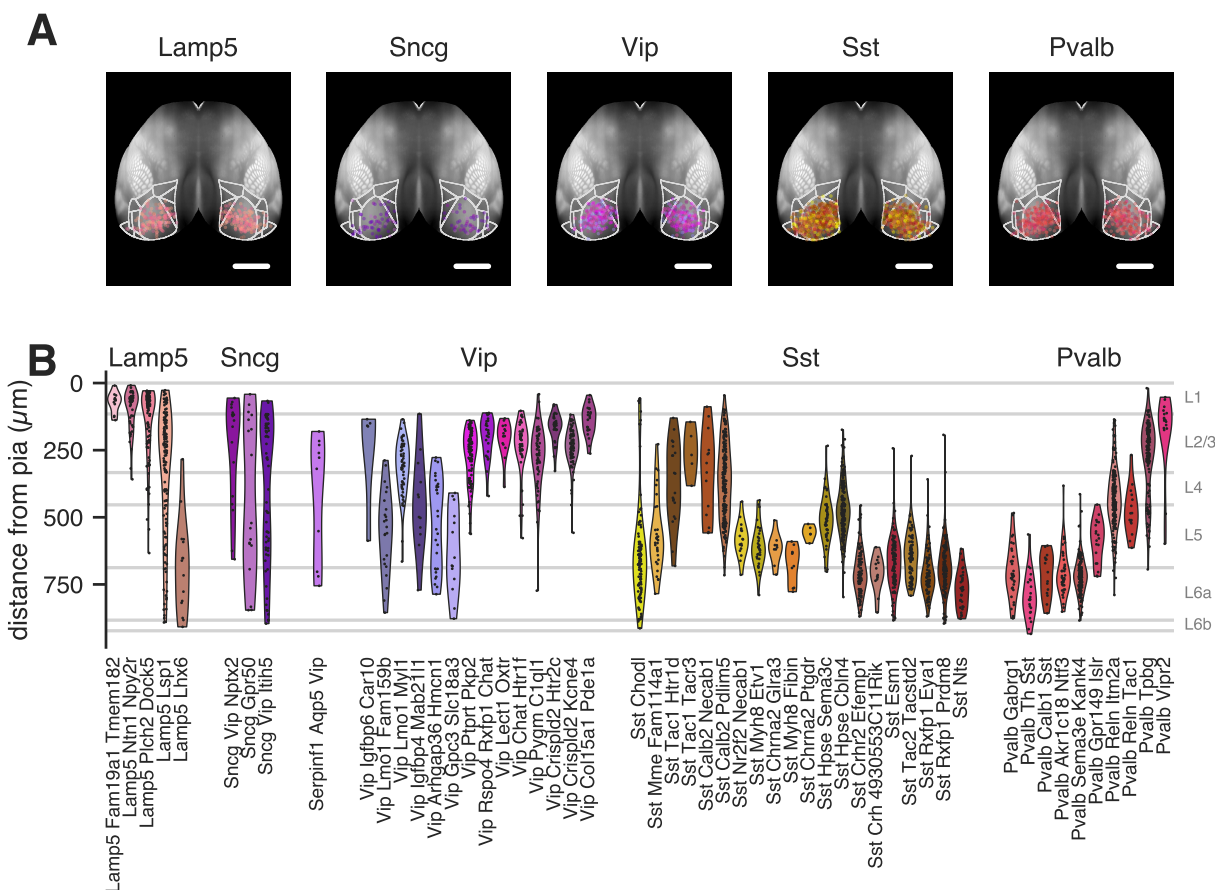 A
Lamp5 Sncg Vip Sst Pvalb
B
Lamp5 Sncg Vip Sst Pvalb
distance from pia (µm)
0
250
500
750
L1
L2/3
L4
L5
L6a
L6b
Lamp5 Fam19a1 Tmem182
Lamp5 Ntn1 Npy2r
Lamp5 Plch2 Dock5
Lamp5 Lsp1
Lamp5 Lhx6
Sncg Vip Nptx2
Sncg Gpr50
Sncg Vip Itih5
Serpinf1 Aqp5 Vip
Vip Igfbp6 Car10
Vip Lmo1 Fam159b
Vip Lmo1 Myl1
Vip Igfbp4 Mab21l1
Vip Arhgap36 Hmcn1
Vip Gpc3 Slc18a3
Vip Ptprt Pkp2
Vip Rspo4 Rxfp1 Chat
Vip Lect1 Oxtr
Vip Chat Htr1f
Vip Pygm C1ql1
Vip Crispld2 Htr2c
Vip Crispld2 Kcne4
Vip Col15a1 Pde1a
Sst Chodl
Sst Mme Fam114a1
Sst Tac1 Htr1d
Sst Tac1 Tacr3
Sst Calb2 Necab1
Sst Calb2 Pdlim5
Sst Nr2f2 Necab1
Sst Myh8 Etv1
Sst Chrna2 Glra3
Sst Myh8 Fibin
Sst Chrna2 Ptgdr
Sst Hpse Sema3c
Sst Hpse Cbln4
Sst Crhr2 Efemp1
Sst Crh 4930553C11Rik
Sst Esm1
Sst Tac2 Tacstd2
Sst Rxfp1 Eya1
Sst Rxfp1 Prdm8
Sst Nts
Pvalb Gabrg1
Pvalb Th Sst
Pvalb Calb1 Sst
Pvalb Akr1c18 Ntf3
Pvalb Sema3e Kank4
Pvalb Gpr149 Islr
Pvalb Reln Itm2a
Pvalb Reln Tac1
Pvalb Tpbg
Pvalb Vipr2